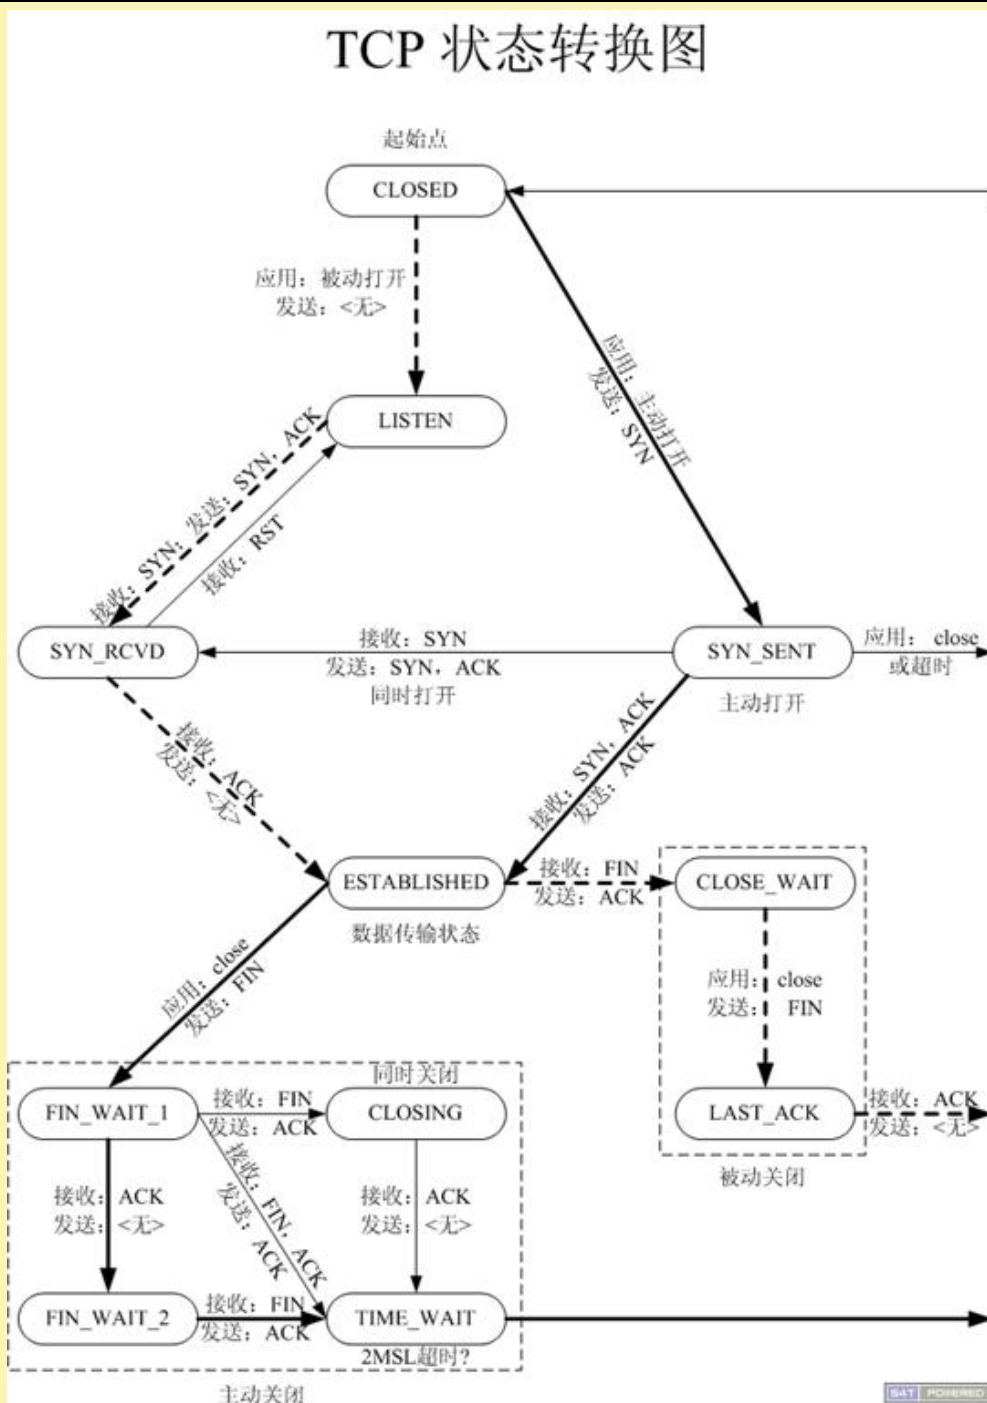 TCP 状态转换图
起始点
CLOSED
应用：被动打开
发送：<无>
应用：主动打开
发送：SYN
LISTEN
接收：SYN；发送：SYN，ACK
接收：RST
SYN_RCVD
接收：SYN
发送：SYN，ACK
同时打开
SYN_SENT
主动打开
应用： close
或超时
接收：ACK
发送：<无>
接收：SYN，ACK
发送：ACK
ESTABLISHED
数据传输状态
接收：FIN
发送：ACK
CLOSE_WAIT
应用：close
发送： FIN
LAST_ACK
接收：ACK
发送：<无>
被动关闭
应用：close
发送：FIN
同时关闭
FIN_WAIT_1
接收：FIN
发送：ACK
CLOSING
接收：ACK
发送：<无>
接收：FIN，ACK
发送：ACK
接收：ACK
发送：<无>
FIN_WAIT_2
接收：FIN
发送：ACK
TIME_WAIT
2MSL超时?
主动关闭
S4T POWERED